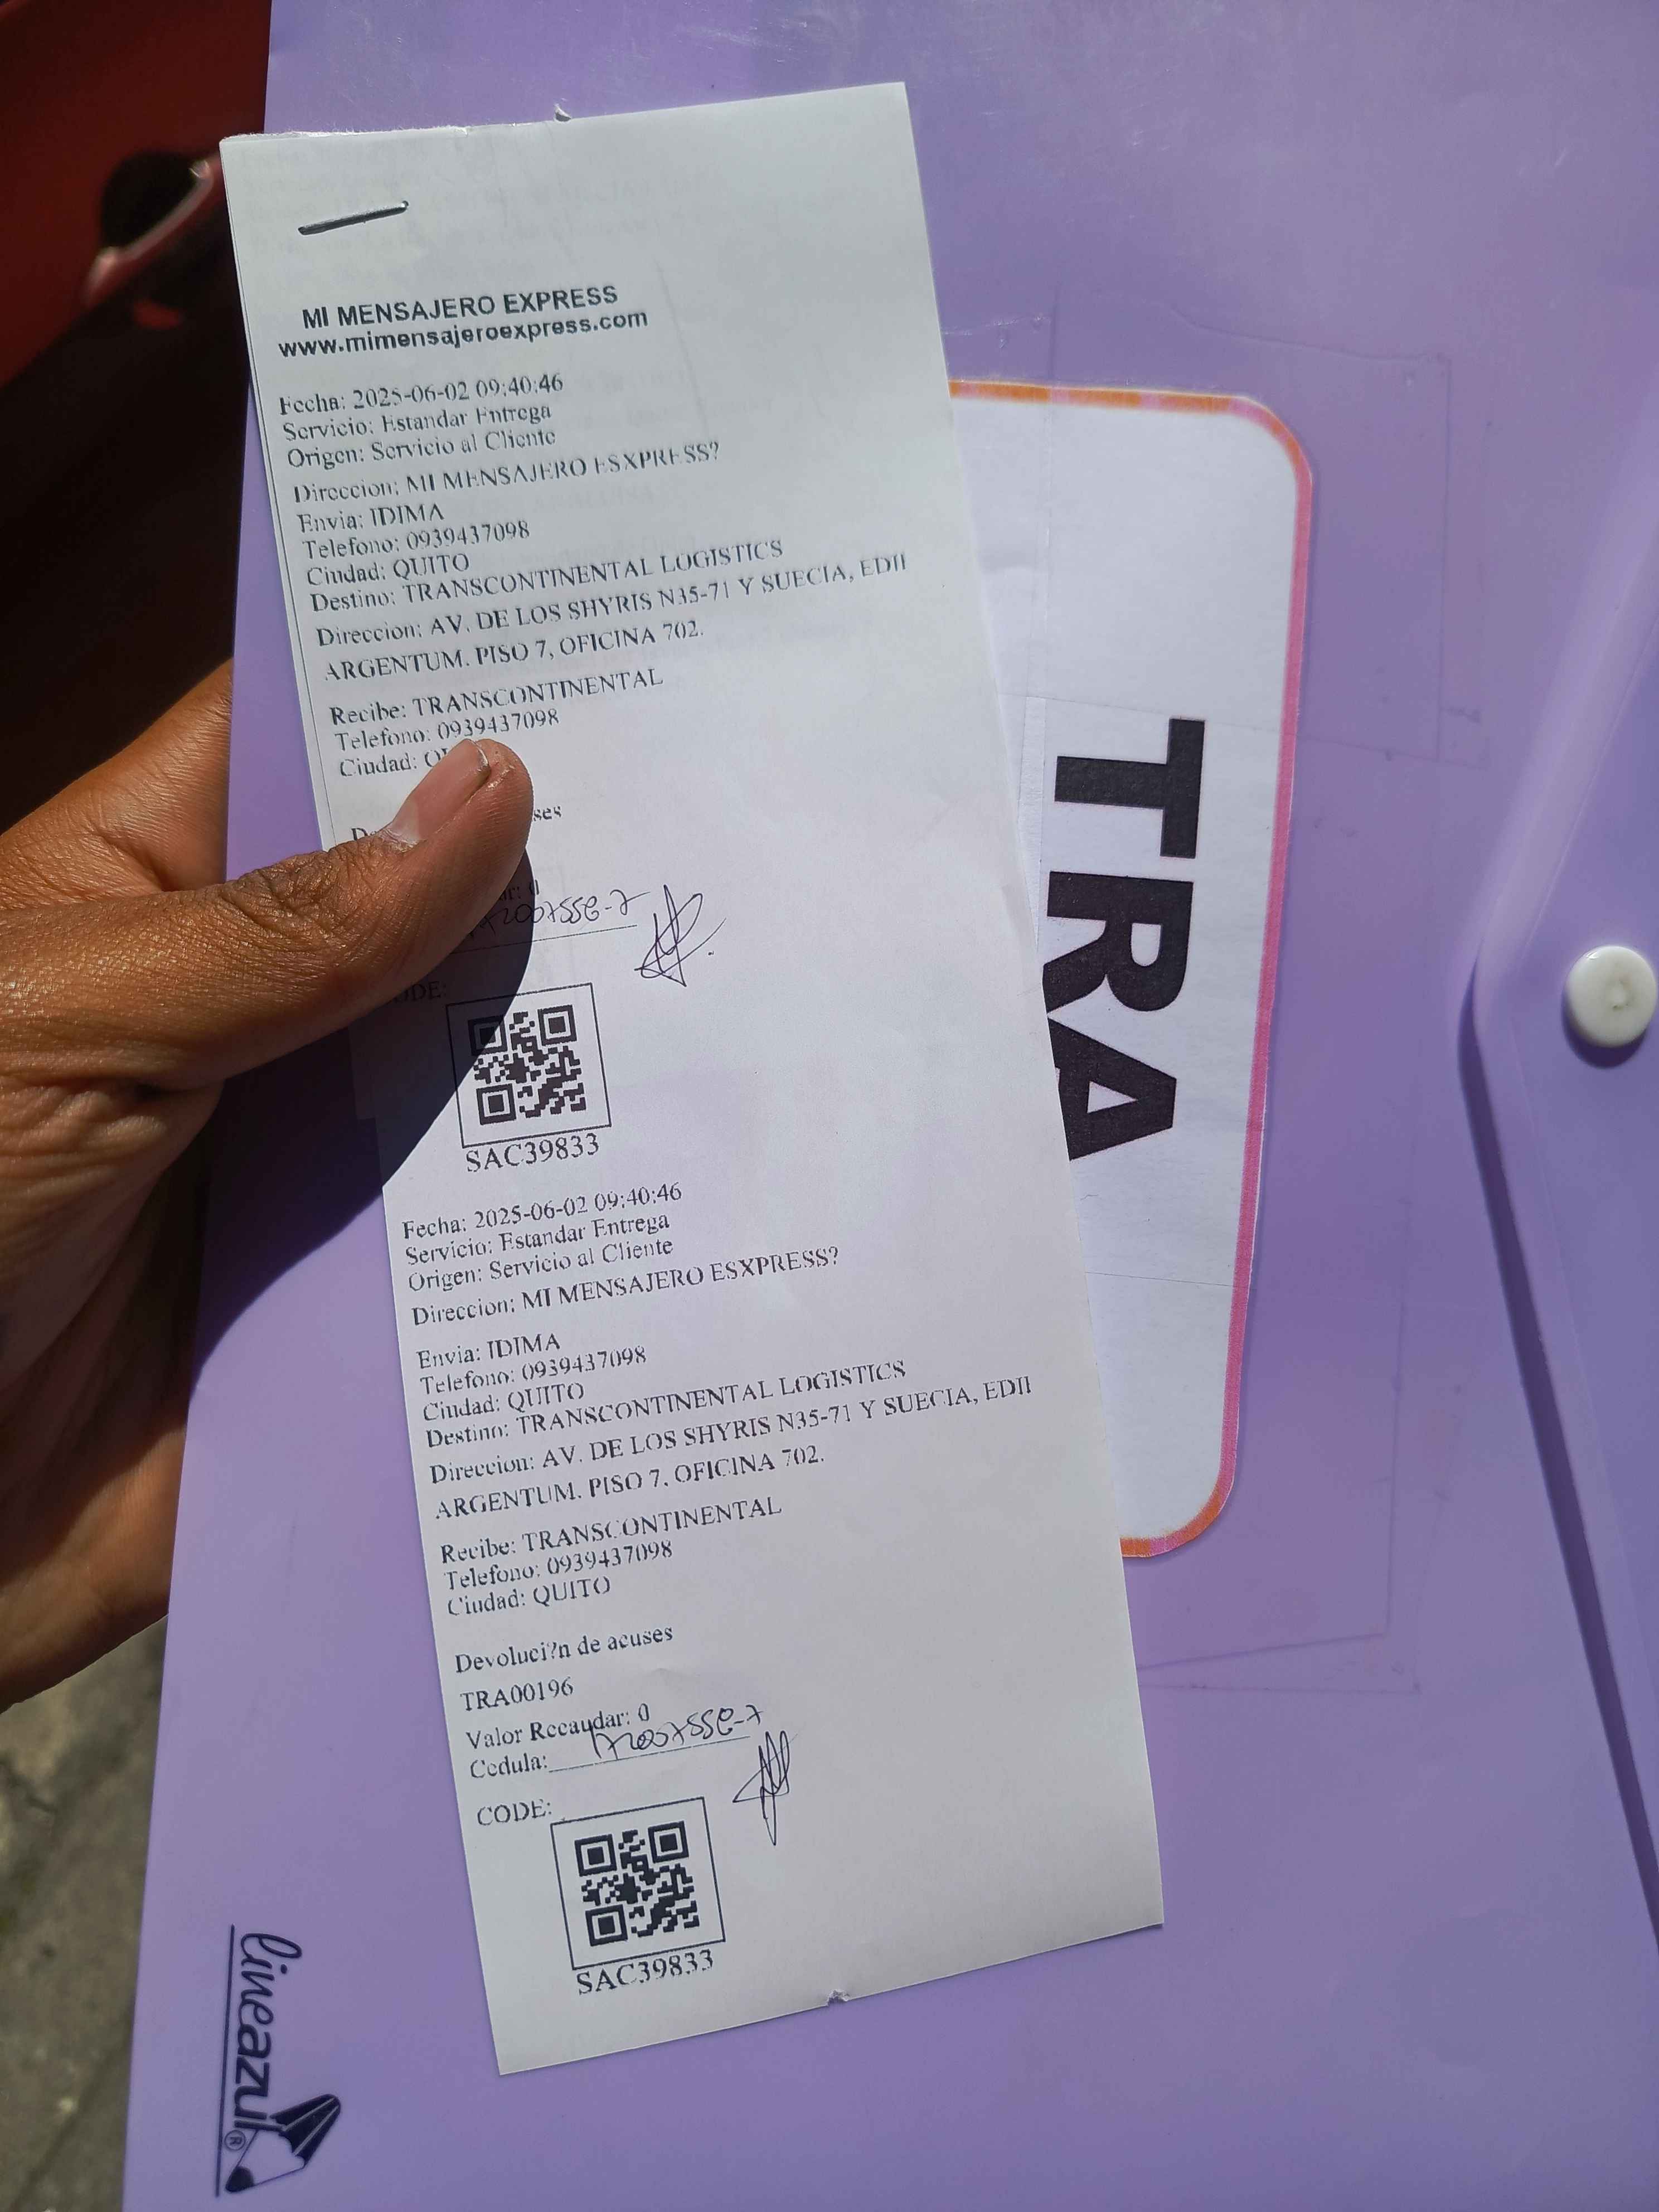 MI MENSAJERO EXPRESS
www.mimensajeroexpress.com
Fecha: 2025-06-02 09:40:46
Servicio: Estandar Entrega
Origen: Servicio al Cliente
Direccion: MI MENSAJERO ESXPRESS?
Envia: IDIMA
Telefono: 0939437098
Ciudad: QUITO
Destino: TRANSCONTINENTAL LOGISTICS
Direccion: AV. DE LOS SHYRIS N35-71 Y SUECIA, EDII
ARGENTUM. PISO 7, OFICINA 702.
Recibe: TRANSCONTINENTAL
Telefono: 0939437098
Ciudad:
SAC39833
Fecha: 2025-06-02 09:40:46
Servicio: Estandar Entrega
Origen: Servicio al Cliente
Direccion: MI MENSAJERO ESXPRESS?
Envia: IDIMA
Telefono: 0939437098
Ciudad: QUITO
Destino: TRANSCONTINENTAL LOGISTICS
Direccion: AV. DE LOS SHYRIS N35-71 Y SUECIA, EDII
ARGENTUM. PISO 7, OFICINA 702.
Recibe: TRANSCONTINENTAL
Telefono: 0939437098
Ciudad: QUITO
Devoluci?n de acuses
TRA00196
Valor Recaudar: 0
Cedula:
CODE:
SAC39833
TRA
lineazul®